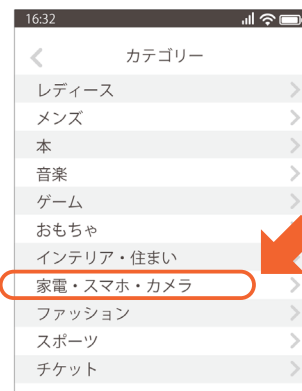 16:32
カテゴリー
レディース
メンズ
本
音楽
ゲーム
おもちゃ
インテリア・住まい
家電・スマホ・カメラ
ファッション
スポーツ
チケット